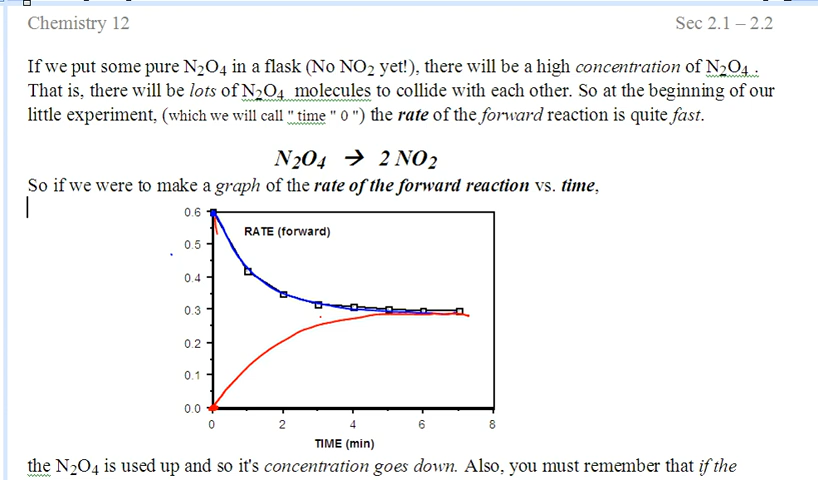 Chemistry 12 Sec 2.1 – 2.2
If we put some pure N₂O₄ in a flask (No NO₂ yet!), there will be a high concentration of N₂O₄ .
That is, there will be lots of N₂O₄ molecules to collide with each other. So at the beginning of our
little experiment, (which we will call " time " 0 ") the rate of the forward reaction is quite fast.
N₂O₄ → 2 NO₂
So if we were to make a graph of the rate of the forward reaction vs. time,
0.6
RATE (forward)
0.5
0.4
0.3
0.2
0.1
0.0
0 2 4 6 8
TIME (min)
the N₂O₄ is used up and so it's concentration goes down. Also, you must remember that if the